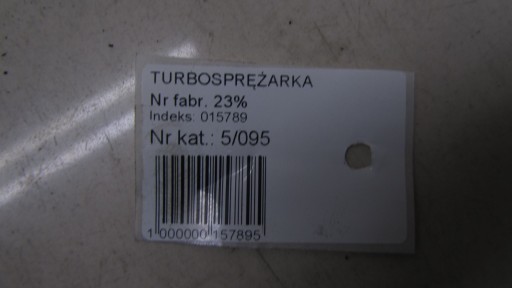 TURBOSPRĘŻARKA
Nr fabr. 23%
Indeks: 015789
Nr kat.: 5/095
1 000000 157895